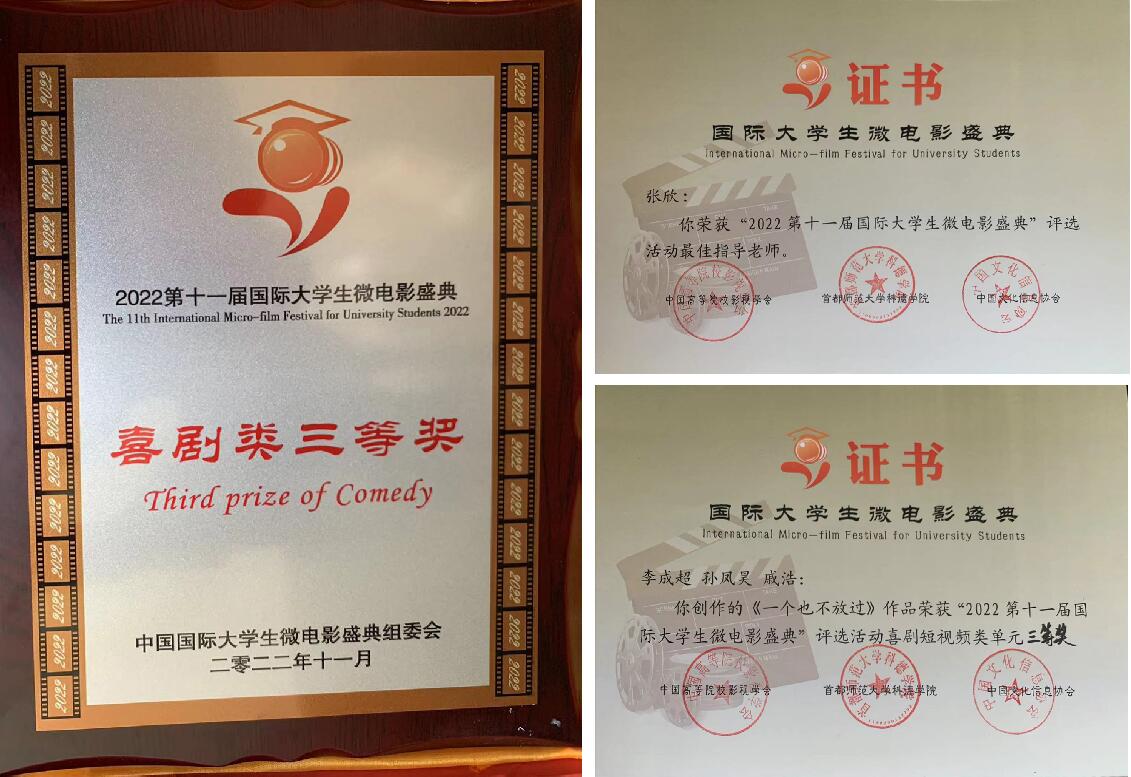 2022第十一届国际大学生微电影盛典
The 11th International Micro-film Festival for University Students 2022
喜剧类三等奖
Third prize of Comedy
中国国际大学生微电影盛典组委会
二零二二年十一月
2022
证书
国际大学生微电影盛典
International Micro-film Festival for University Students
张欣：
你荣获“2022第十一届国际大学生微电影盛典”评选
活动最佳指导老师。
中国高等院校影视学会 首都师范大学科德学院 中国文化信息协会
证书
国际大学生微电影盛典
International Micro-film Festival for University Students
李成超 孙凤昊 戚浩：
你创作的《一个也不放过》作品荣获“2022第十一届国
际大学生微电影盛典”评选活动喜剧短视频类单元三等奖
中国高等院校影视学会 首都师范大学科德学院 中国文化信息协会